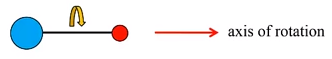 axis of rotation